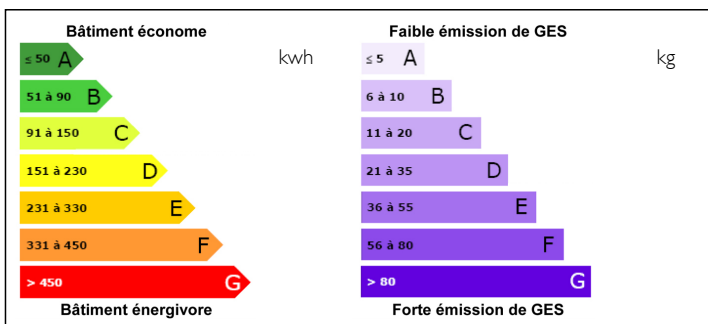 Bâtiment économe
kwh
≤ 50 A
51 à 90 B
91 à 150 C
151 à 230 D
231 à 330 E
331 à 450 F
> 450 G
Bâtiment énergivore
Faible émission de GES
kg
≤ 5 A
6 à 10 B
11 à 20 C
21 à 35 D
36 à 55 E
56 à 80 F
> 80 G
Forte émission de GES